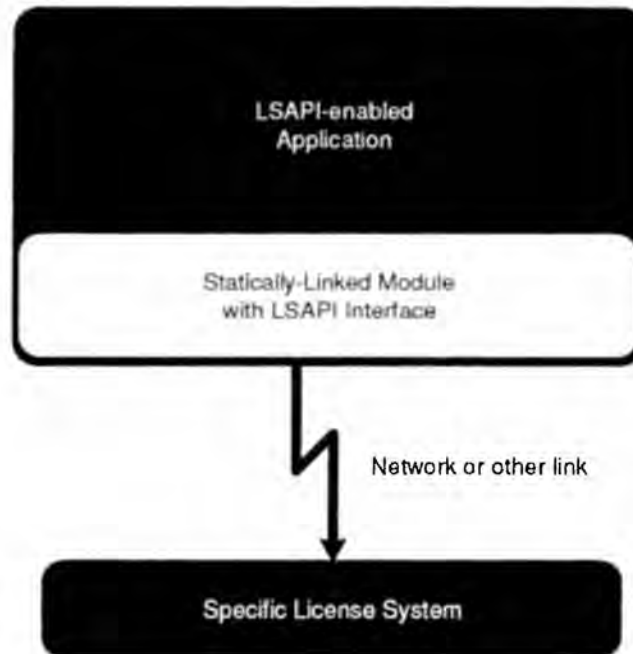 LSAPI-enabled
Application
Statically-Linked Module
with LSAPI Interface
Network or other link
Specific License System